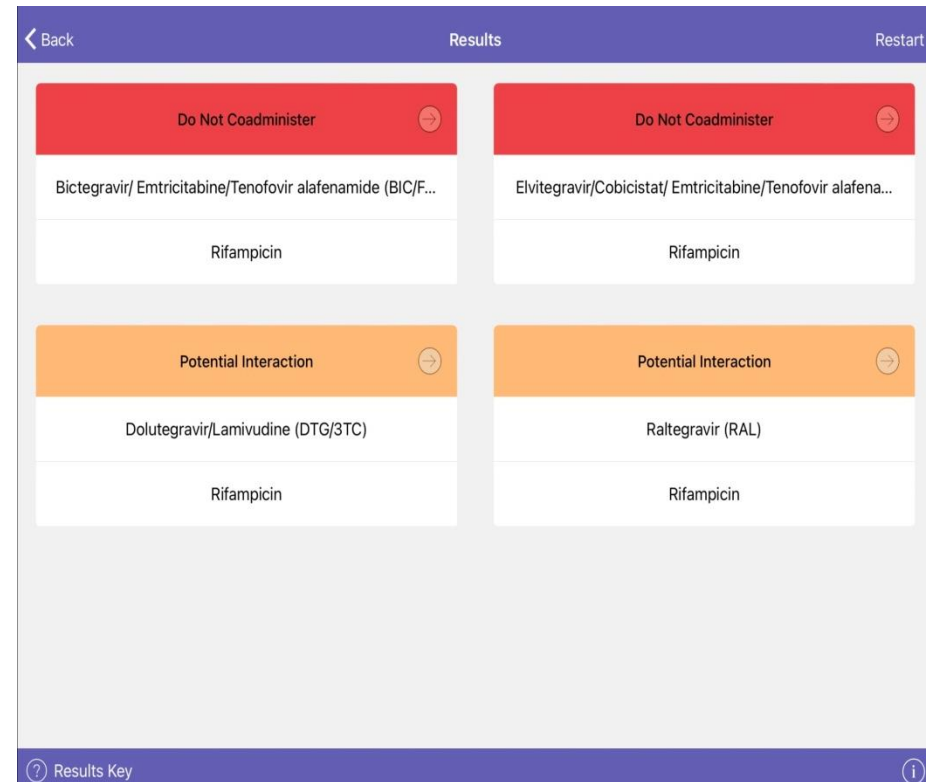 Back
Results
Restart
Do Not Coadminister
Bictegravir/ Emtricitabine/Tenofovir alafenamide (BIC/F...
Rifampicin
Do Not Coadminister
Elvitegravir/Cobicistat/ Emtricitabine/Tenofovir alafena...
Rifampicin
Potential Interaction
Dolutegravir/Lamivudine (DTG/3TC)
Rifampicin
Potential Interaction
Raltegravir (RAL)
Rifampicin
? Results Key
i